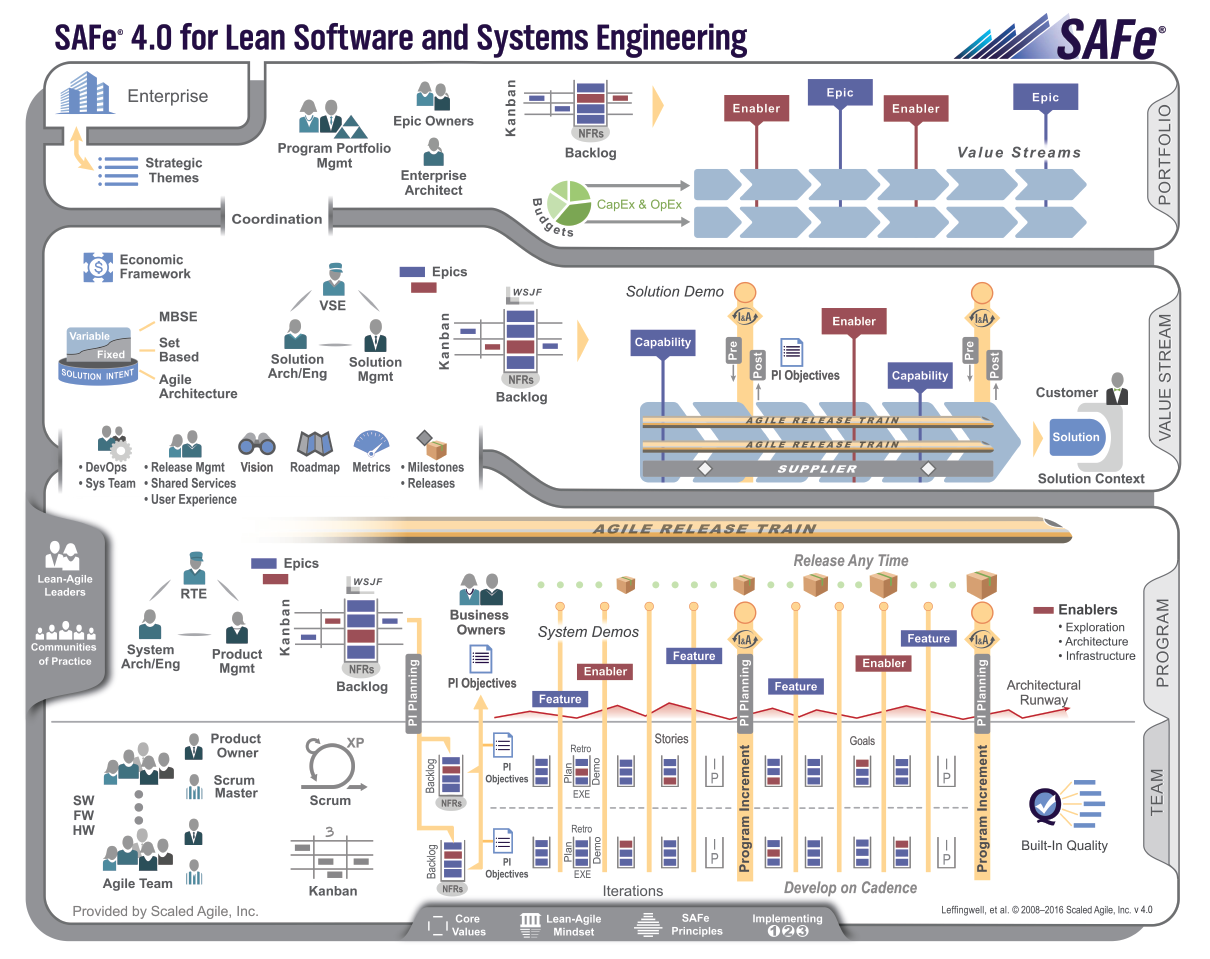 SAFe® 4.0 for Lean Software and Systems Engineering
SAFe®
Enterprise
Strategic
Themes
Program Portfolio
Mgmt
Epic Owners
Enterprise
Architect
Kanban
NFRs
Backlog
Budgets
CapEx & OpEx
Enabler
Epic
Enabler
Epic
Value Streams
PORTFOLIO
Coordination
Economic
Framework
Variable
Fixed
SOLUTION INTENT
MBSE
Set
Based
Agile
Architecture
VSE
Solution
Arch/Eng
Solution
Mgmt
Epics
Kanban
WSJF
NFRs
Backlog
Solution Demo
I&A
Capability
Pre
Post
PI Objectives
Enabler
Capability
I&A
Pre
Post
AGILE RELEASE TRAIN
AGILE RELEASE TRAIN
SUPPLIER
Customer
Solution
Solution Context
VALUE STREAM
• DevOps
• Sys Team
• Release Mgmt
• Shared Services
• User Experience
Vision
Roadmap
Metrics
• Milestones
• Releases
Lean-Agile
Leaders
Communities
of Practice
AGILE RELEASE TRAIN
RTE
System
Arch/Eng
Product
Mgmt
Epics
Kanban
WSJF
NFRs
Backlog
PI Planning
Business
Owners
PI Objectives
Release Any Time
System Demos
Feature
Enabler
Feature
I&A
PI Planning
Feature
Enabler
Feature
I&A
PI Planning
Enablers
• Exploration
• Architecture
• Infrastructure
Architectural
Runway
PROGRAM
Product
Owner
Scrum
Master
SW
FW
HW
Agile Team
XP
Scrum
3
Kanban
Backlog
NFRs
PI
Objectives
Plan
Retro
Demo
EXE
Stories
I
P
Program Increment
Goals
I
P
Program Increment
Backlog
NFRs
PI
Objectives
Plan
Retro
Demo
EXE
I
P
I
P
Iterations
Develop on Cadence
Built-In Quality
TEAM
Provided by Scaled Agile, Inc.
Leffingwell, et al. © 2008–2016 Scaled Agile, Inc. v 4.0
Core
Values
Lean-Agile
Mindset
SAFe
Principles
Implementing
1 2 3